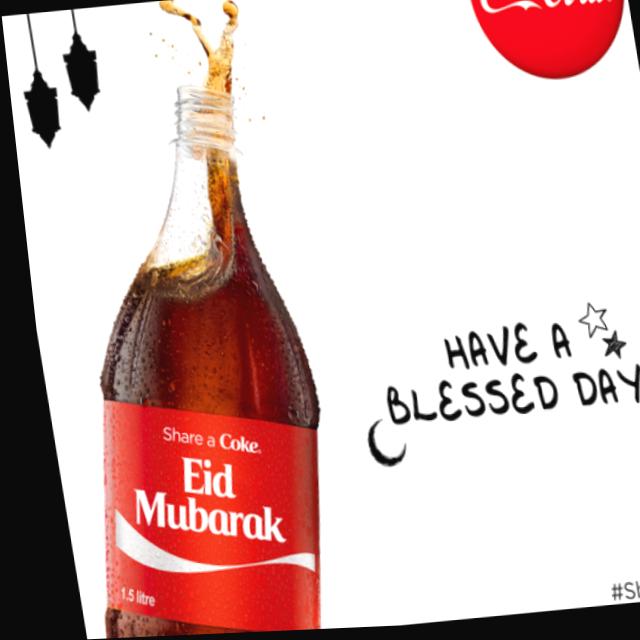 HAVE A
BLESSED DAY
Share a Coke.
Eid
Mubarak
1.5 litre